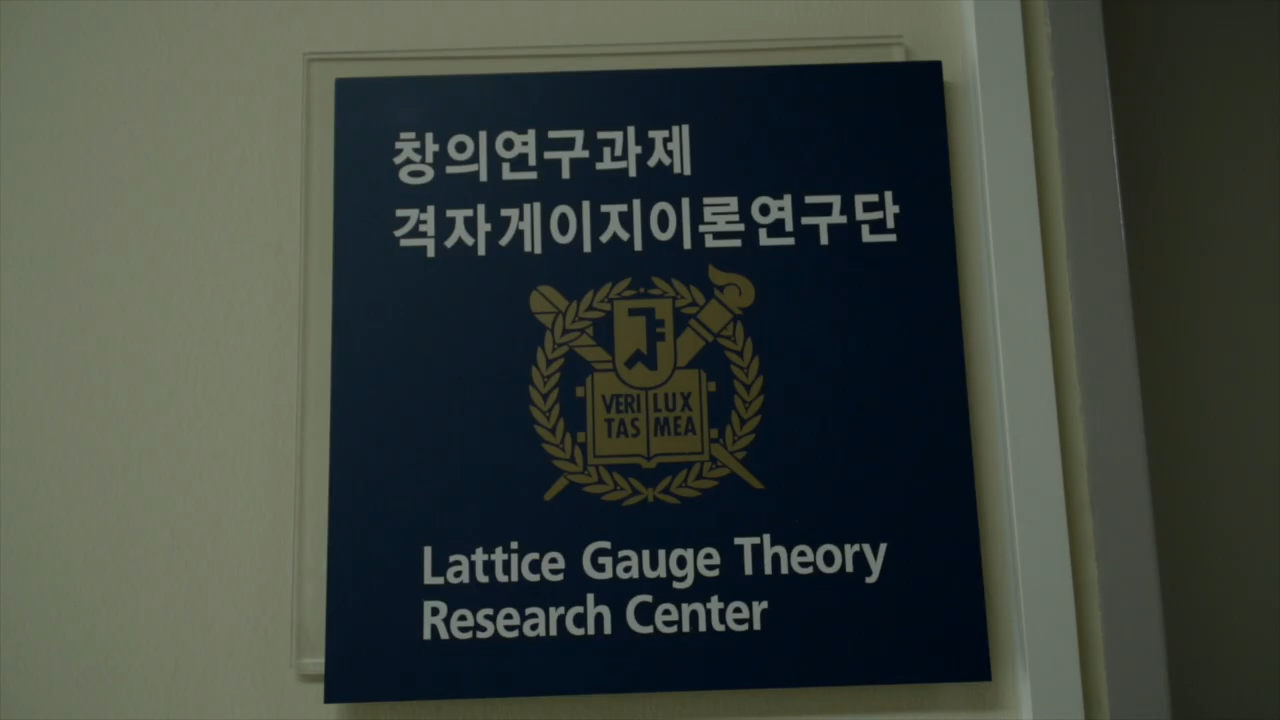 창의연구과제
격자게이지이론연구단
VERI LUX
TAS MEA
Lattice Gauge Theory
Research Center